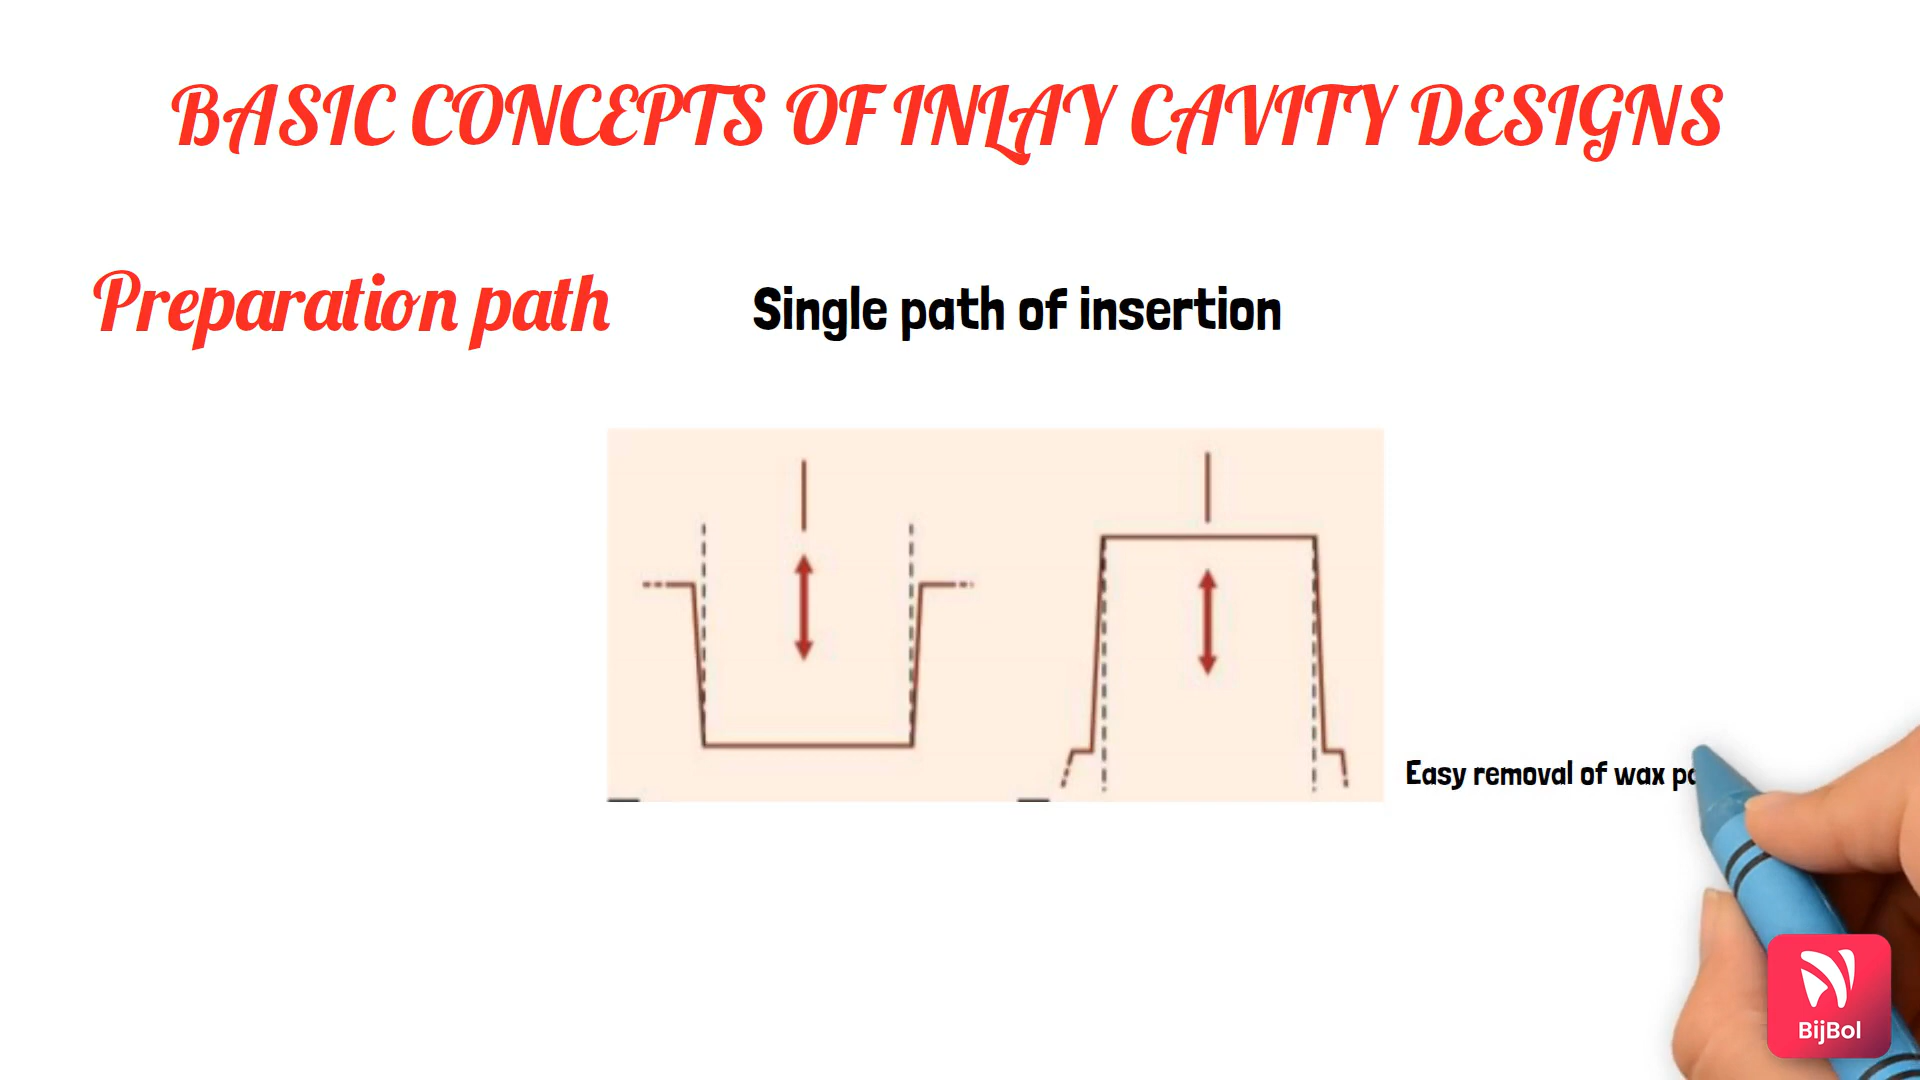 BASIC CONCEPTS OF INLAY CAVITY DESIGNS
Preparation path
Single path of insertion
Easy removal of wax
BijBol